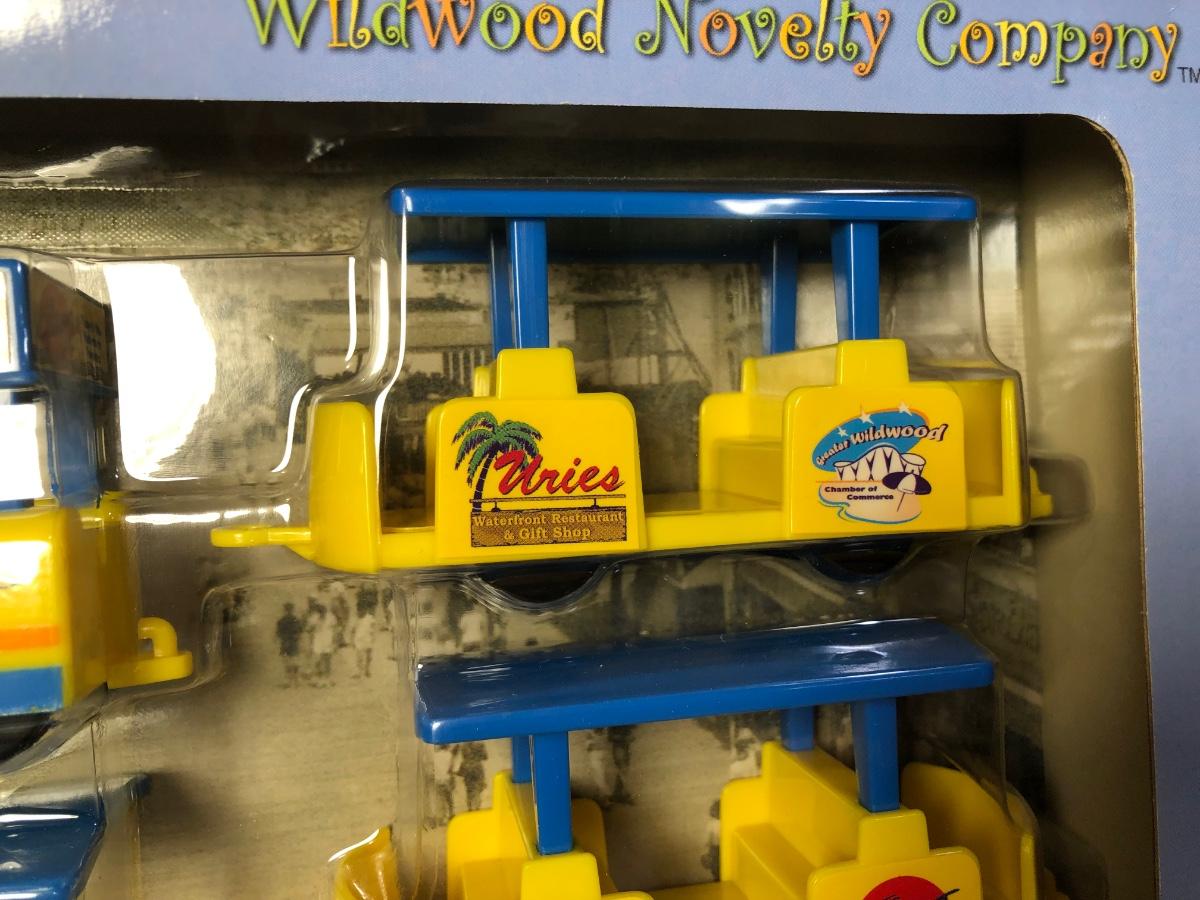 Wildwood Novelty Company TM
Uries
Waterfront Restaurant
& Gift Shop
Greater Wildwood
Chamber of
Commerce